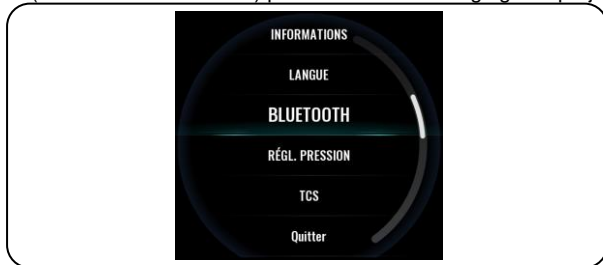 INFORMATIONS
LANGUE
BLUETOOTH
RÉGL. PRESSION
TCS
Quitter